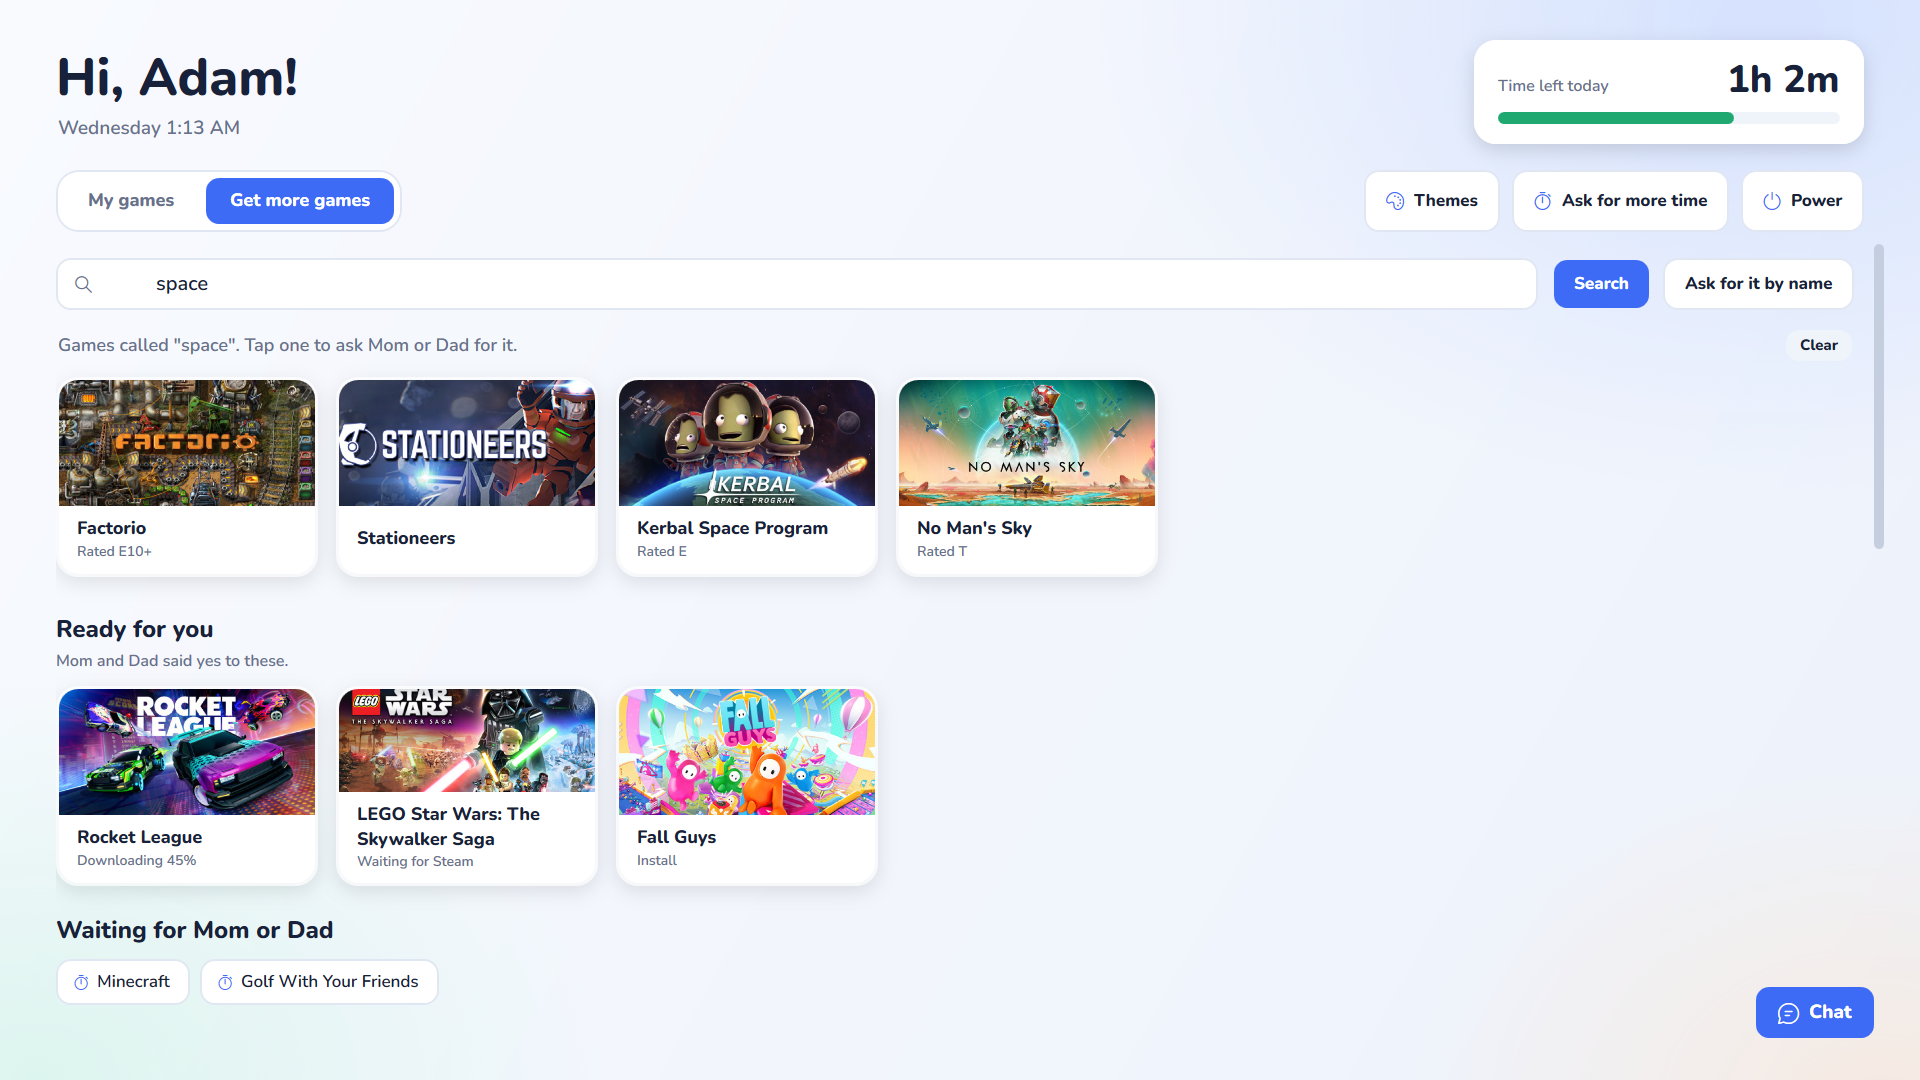 Hi, Adam!
Wednesday 1:13 AM
Time left today
1h 2m
My games
Get more games
Themes
Ask for more time
Power
space
Search
Ask for it by name
Games called "space". Tap one to ask Mom or Dad for it.
Clear
FACTORIO
STATIONEERS
KERBAL
SPACE PROGRAM
NO MAN'S SKY
Factorio
Rated E10+
Stationeers
Kerbal Space Program
Rated E
No Man's Sky
Rated T
Ready for you
Mom and Dad said yes to these.
ROCKET
LEAGUE
LEGO
STAR
WARS
THE SKYWALKER SAGA
FALL
GUYS
Rocket League
Downloading 45%
LEGO Star Wars: The
Skywalker Saga
Waiting for Steam
Fall Guys
Install
Waiting for Mom or Dad
Minecraft
Golf With Your Friends
Chat